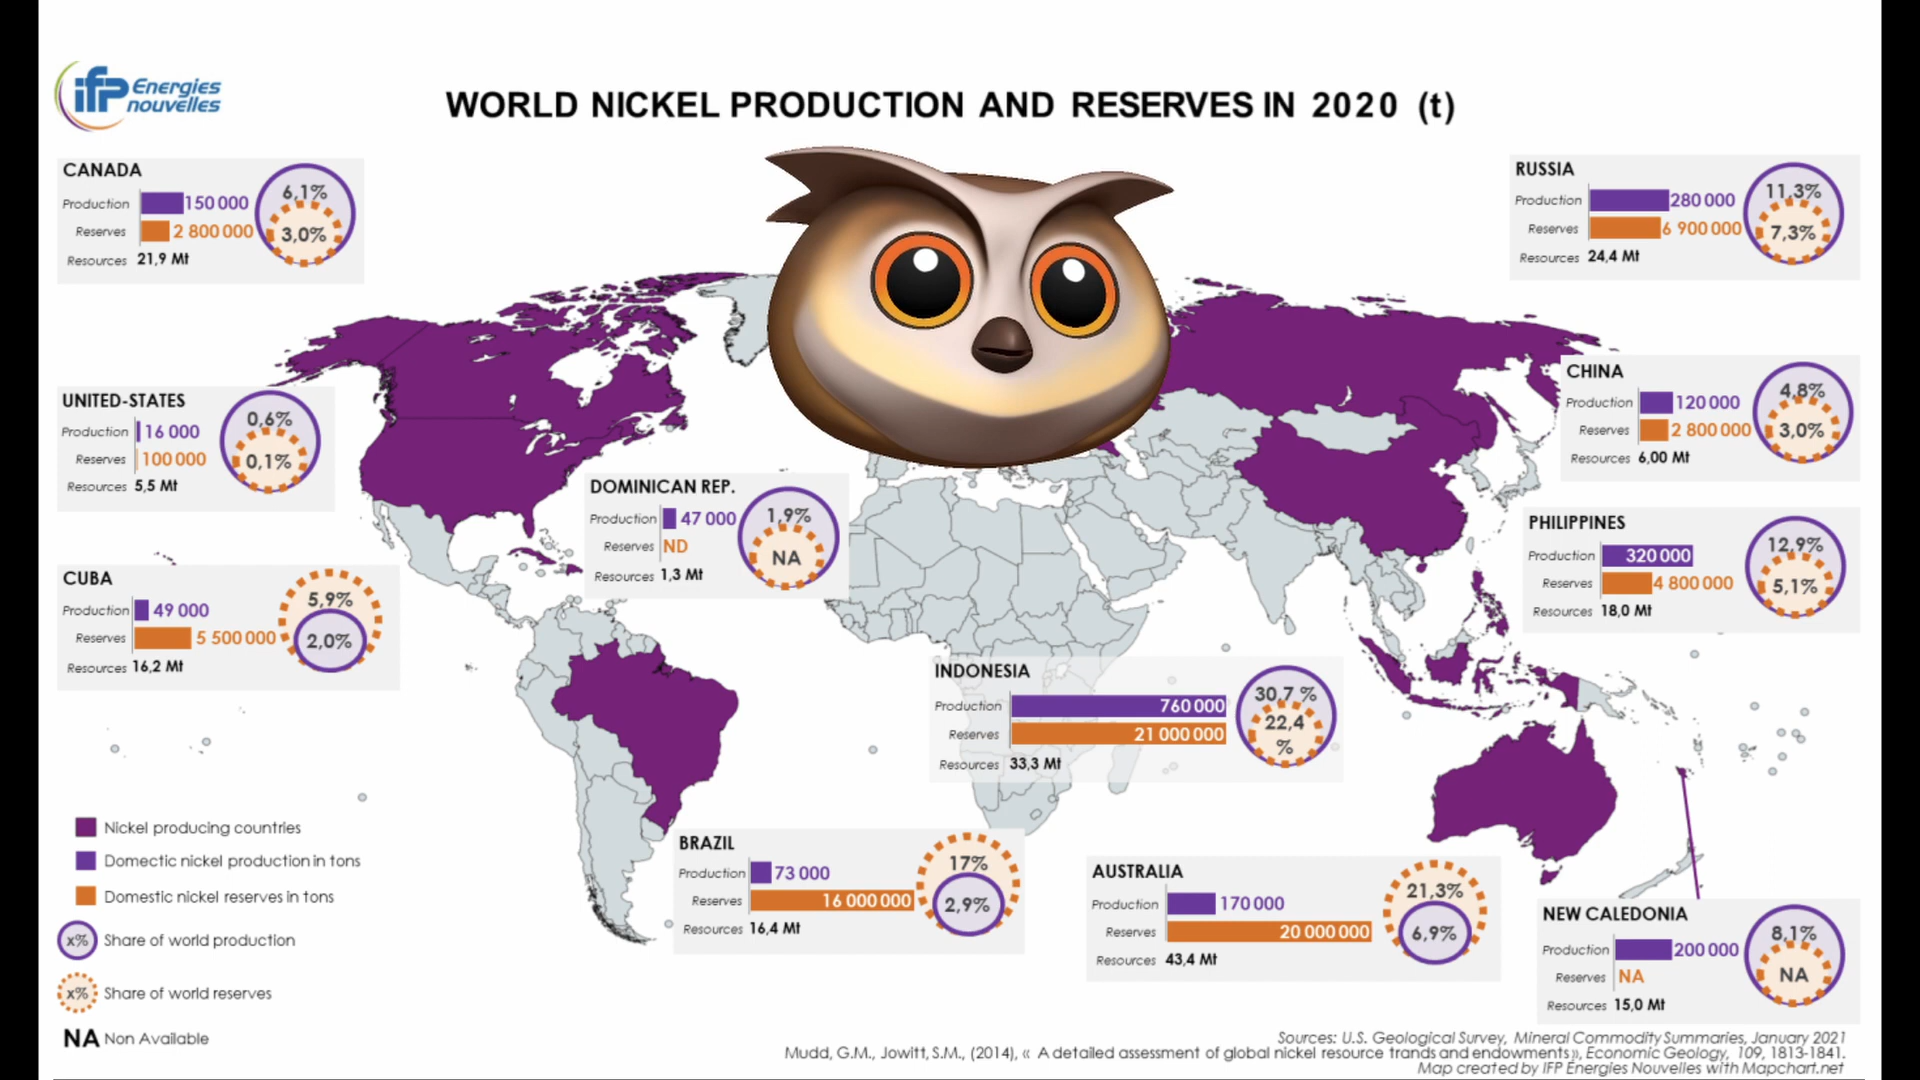 ifp Energies
nouvelles
WORLD NICKEL PRODUCTION AND RESERVES IN 2020 (t)
CANADA
Production 150 000
Reserves 2 800 000
Resources 21,9 Mt
6,1%
3,0%
RUSSIA
Production 280 000
Reserves 6 900 000
Resources 24,4 Mt
11,3%
7,3%
UNITED-STATES
Production 16 000
Reserves 100 000
Resources 5,5 Mt
0,6%
0,1%
CHINA
Production 120 000
Reserves 2 800 000
Resources 6,00 Mt
4,8%
3,0%
DOMINICAN REP.
Production 47 000
Reserves ND
Resources 1,3 Mt
1,9%
NA
PHILIPPINES
Production 320 000
Reserves 4 800 000
Resources 18,0 Mt
12,9%
5,1%
CUBA
Production 49 000
Reserves 5 500 000
Resources 16,2 Mt
5,9%
2,0%
INDONESIA
Production 760 000
Reserves 21 000 000
Resources 33,3 Mt
30,7 %
22,4
%
BRAZIL
Production 73 000
Reserves 16 000 000
Resources 16,4 Mt
17%
2,9%
AUSTRALIA
Production 170 000
Reserves 20 000 000
Resources 43,4 Mt
21,3%
6,9%
NEW CALEDONIA
Production 200 000
Reserves NA
Resources 15,0 Mt
8,1%
NA
Nickel producing countries
Domectic nickel production in tons
Domestic nickel reserves in tons
x% Share of world production
x% Share of world reserves
NA Non Available
Sources: U.S. Geological Survey, Mineral Commodity Summaries, January 2021
Mudd, G.M., Jowitt, S.M., (2014), « A detailed assessment of global nickel resource trands and endowments», Economic Geology, 109, 1813-1841.
Map created by IFP Energies Nouvelles with Mapchart.net